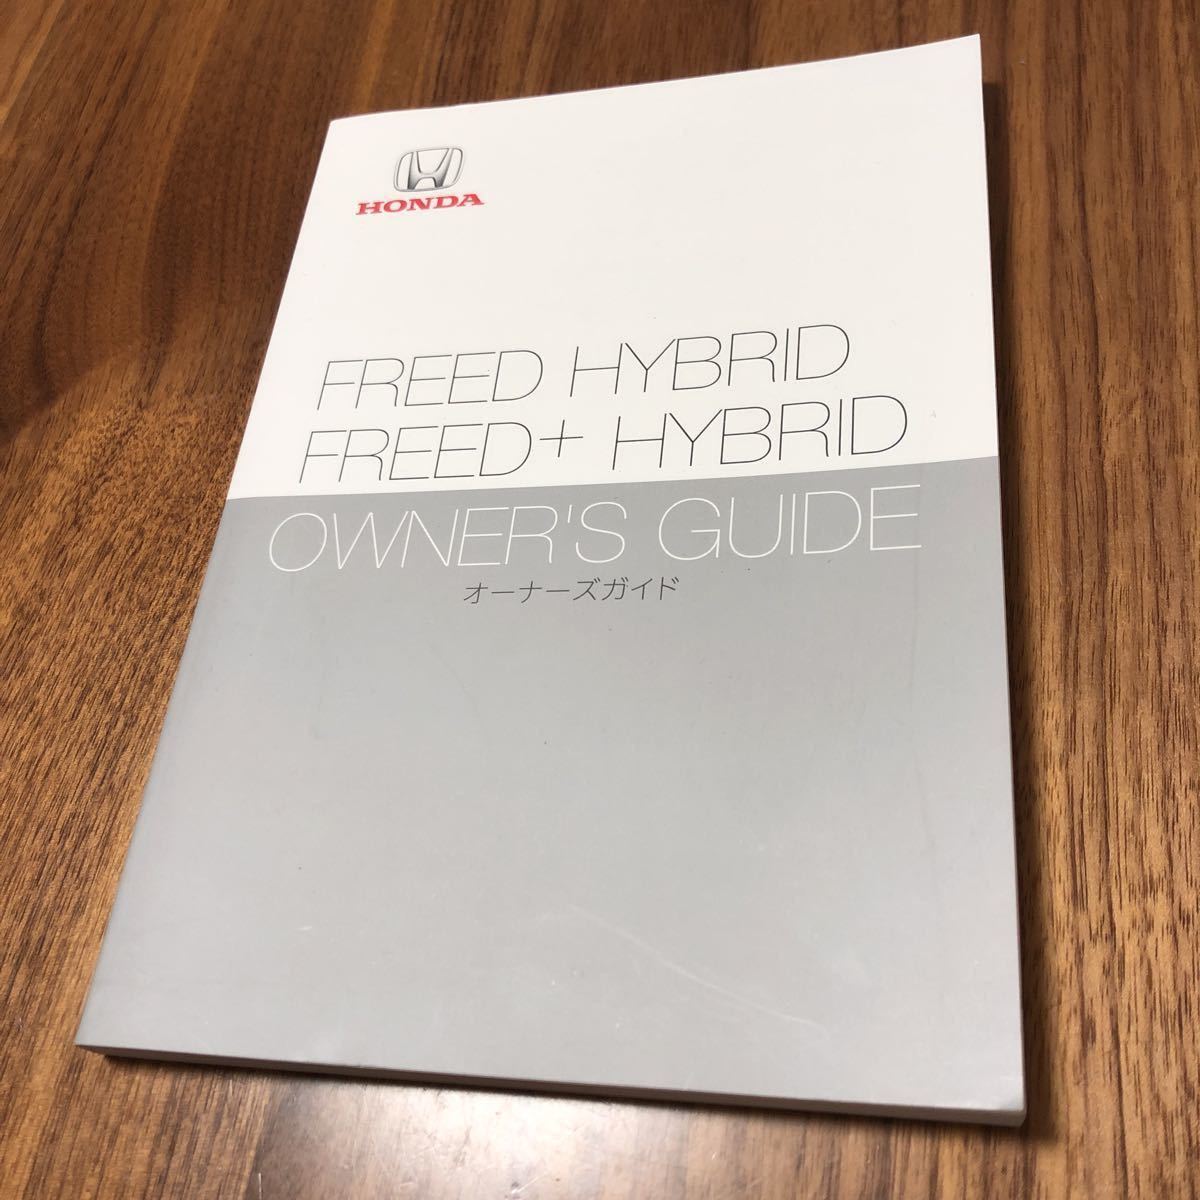 HONDA
FREED HYBRID
FREED+ HYBRID
OWNER'S GUIDE
オーナーズガイド